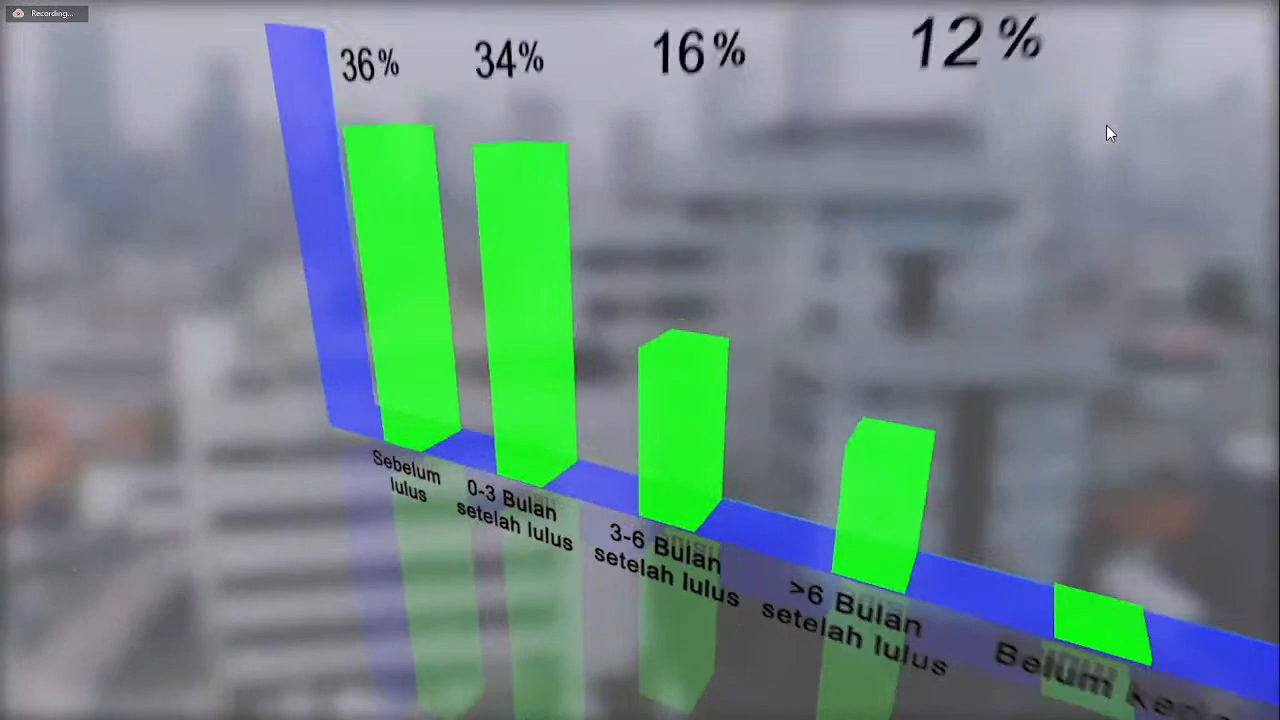 Recording...
36%
34%
16%
12%
Sebelum
lulus
0-3 Bulan
setelah lulus
3-6 Bulan
setelah lulus
>6 Bulan
setelah lulus
Belum